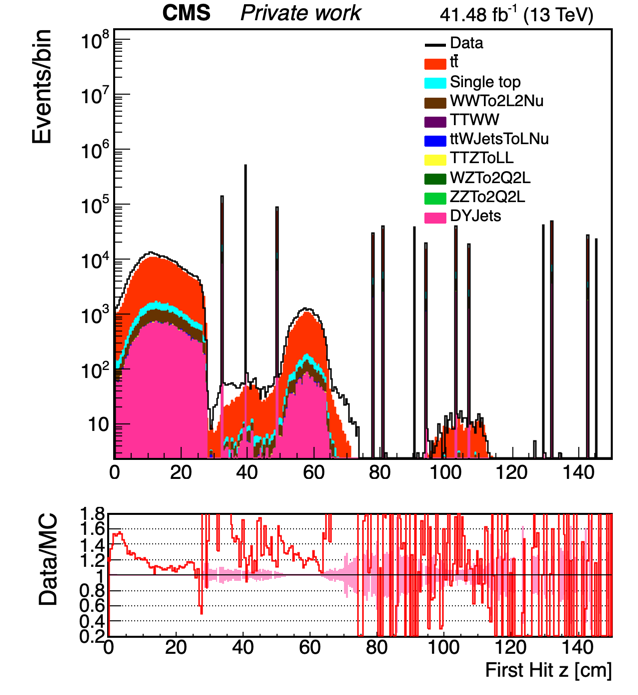 CMS Private work 41.48 fb⁻¹ (13 TeV)
Events/bin
10⁸
10⁷
10⁶
10⁵
10⁴
10³
10²
10
Data
tt̄
Single top
WWTo2L2Nu
TTWW
ttWJetsToLNu
TTZToLL
WZTo2Q2L
ZZTo2Q2L
DYJets
0 20 40 60 80 100 120 140
Data/MC
1.8
1.6
1.4
1.2
1
0.8
0.6
0.4
0.2
0 20 40 60 80 100 120 140
First Hit z [cm]